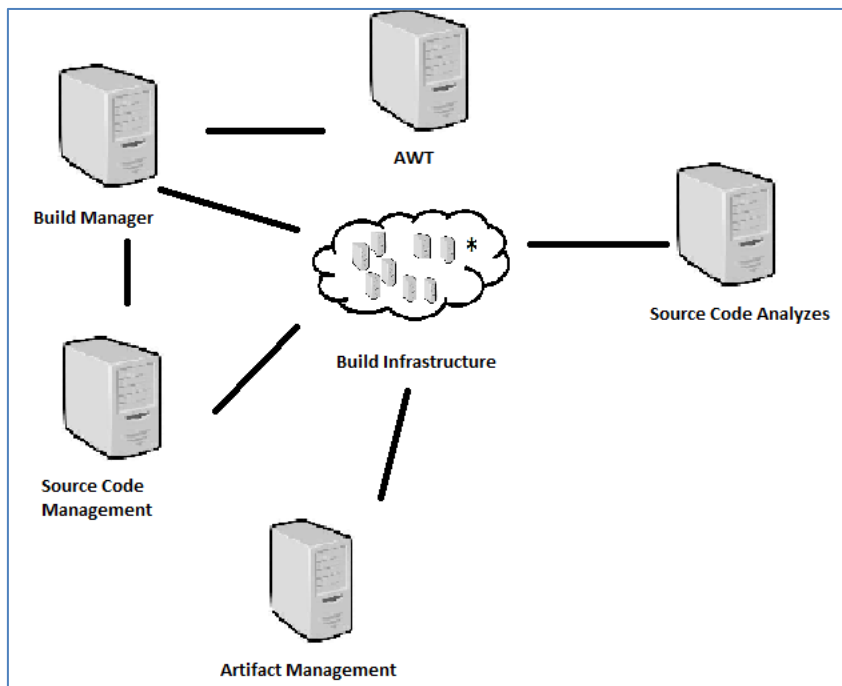 AWT
Build Manager
*
Source Code Analyzes
Build Infrastructure
Source Code
Management
Artifact Management